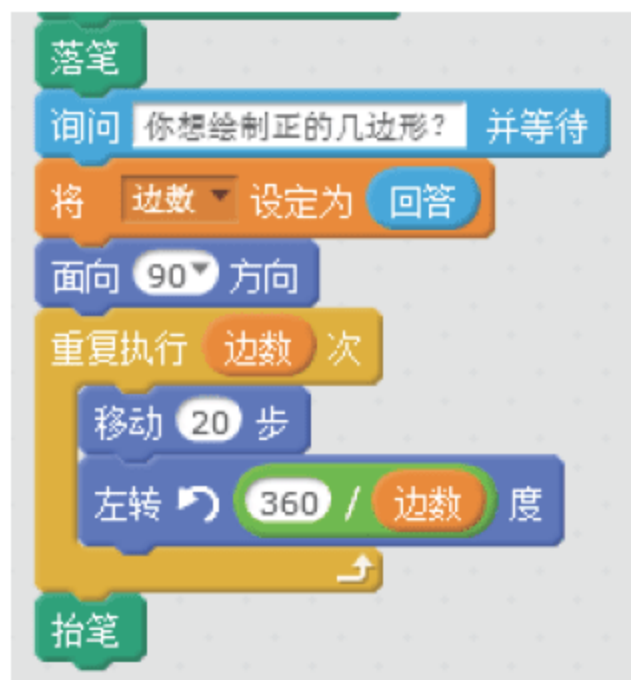 落笔
询问 你想绘制正的几边形? 并等待
将 边数 设定为 回答
面向 90 方向
重复执行 边数 次
移动 20 步
左转 360 / 边数 度
抬笔